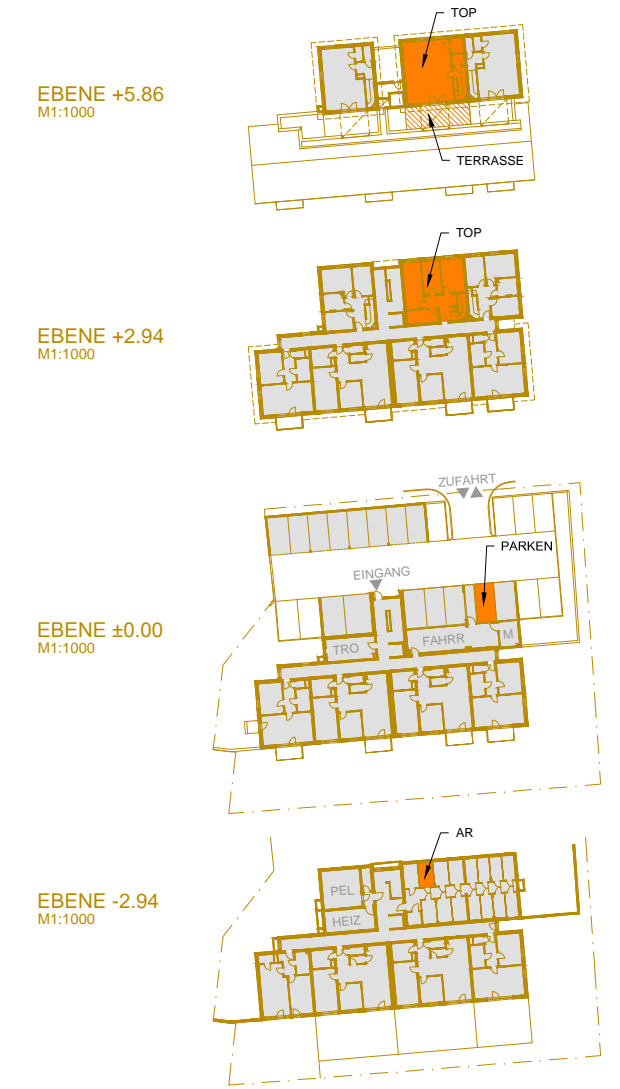 TOP
EBENE +5.86
M1:1000
TERRASSE
TOP
EBENE +2.94
M1:1000
ZUFAHRT
PARKEN
EINGANG
EBENE ±0.00
M1:1000
TRO
FAHRR
M
AR
PEL
EBENE -2.94
M1:1000
HEIZ